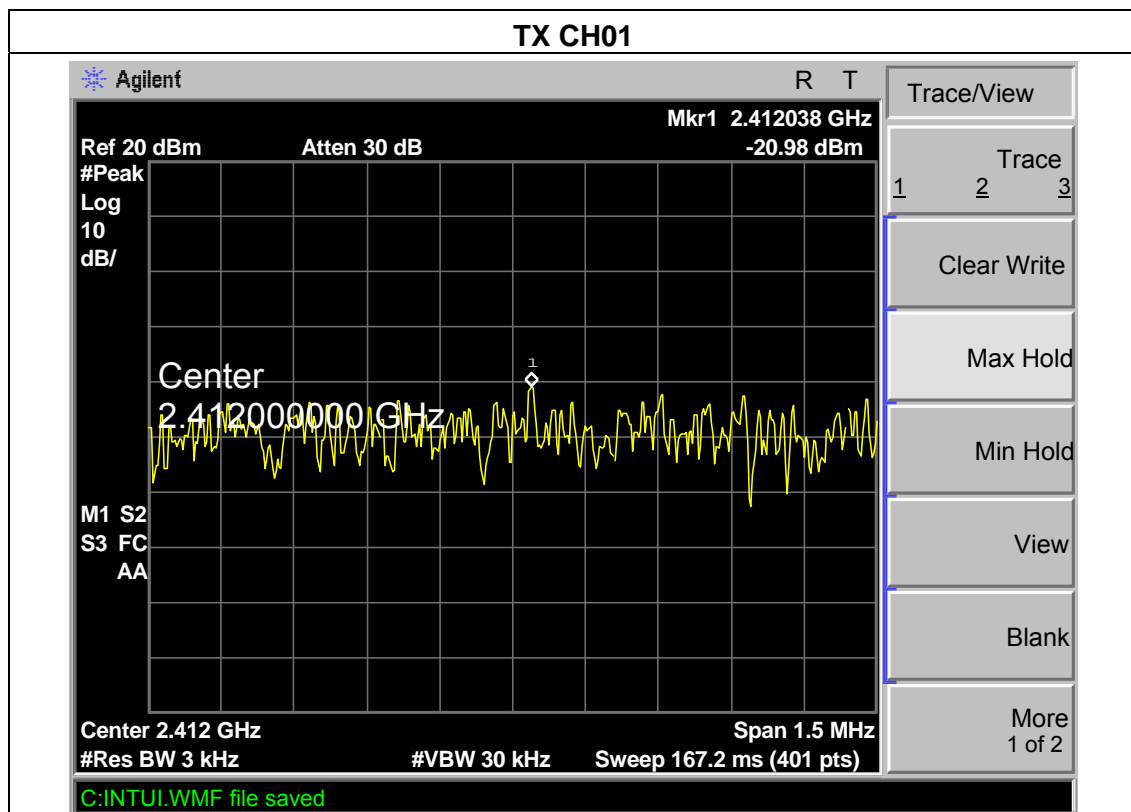 TX CH01
Agilent R T
Mkr1 2.412038 GHz
Ref 20 dBm Atten 30 dB -20.98 dBm
#Peak
Log
10
dB/
1
Center
2.412000000 GHz
M1 S2
S3 FC
AA
Center 2.412 GHz Span 1.5 MHz
#Res BW 3 kHz #VBW 30 kHz Sweep 167.2 ms (401 pts)
C:INTUI.WMF file saved
Trace/View
Trace
1 2 3
Clear Write
Max Hold
Min Hold
View
Blank
More
1 of 2